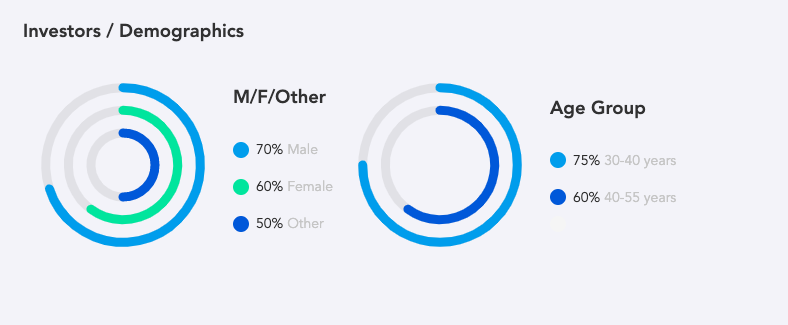 Investors / Demographics
M/F/Other
70% Male
60% Female
50% Other
Age Group
75% 30-40 years
60% 40-55 years